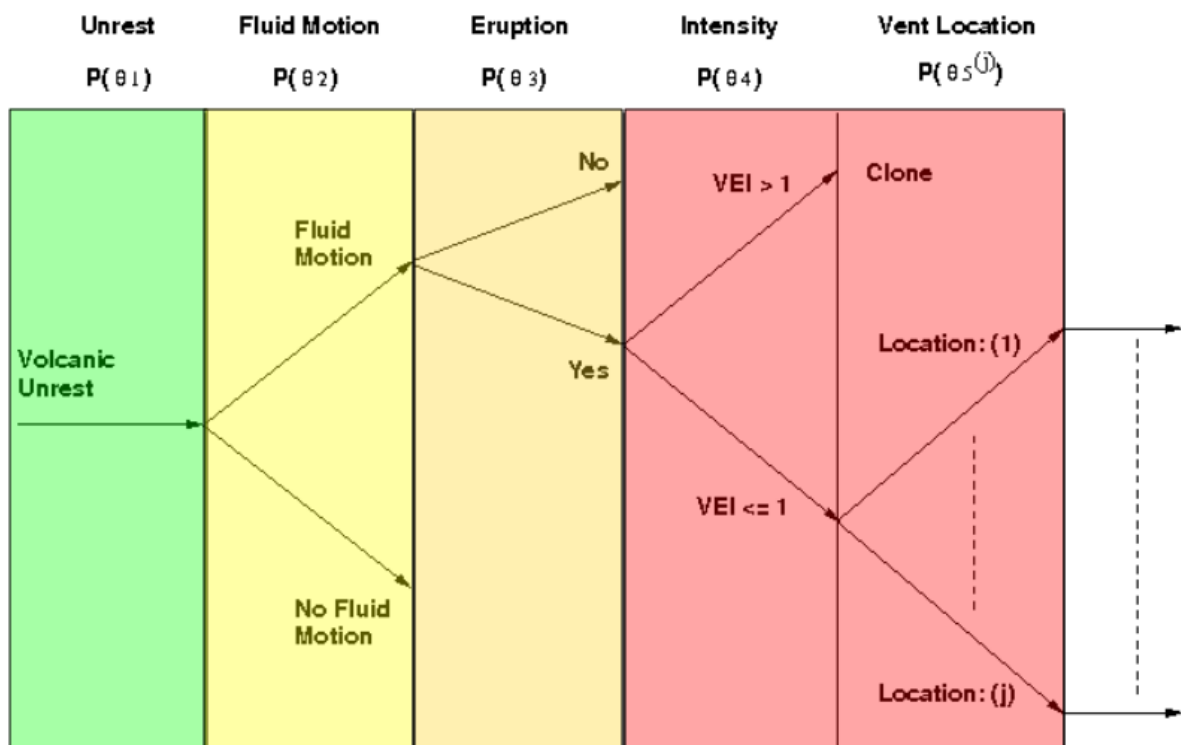 Unrest
Fluid Motion
Eruption
Intensity
Vent Location
P(θ1)
P(θ2)
P(θ3)
P(θ4)
P(θ5(j))
No
VEI > 1
Clone
Fluid
Motion
Location: (1)
Volcanic
Unrest
Yes
VEI <= 1
No Fluid
Motion
Location: (j)